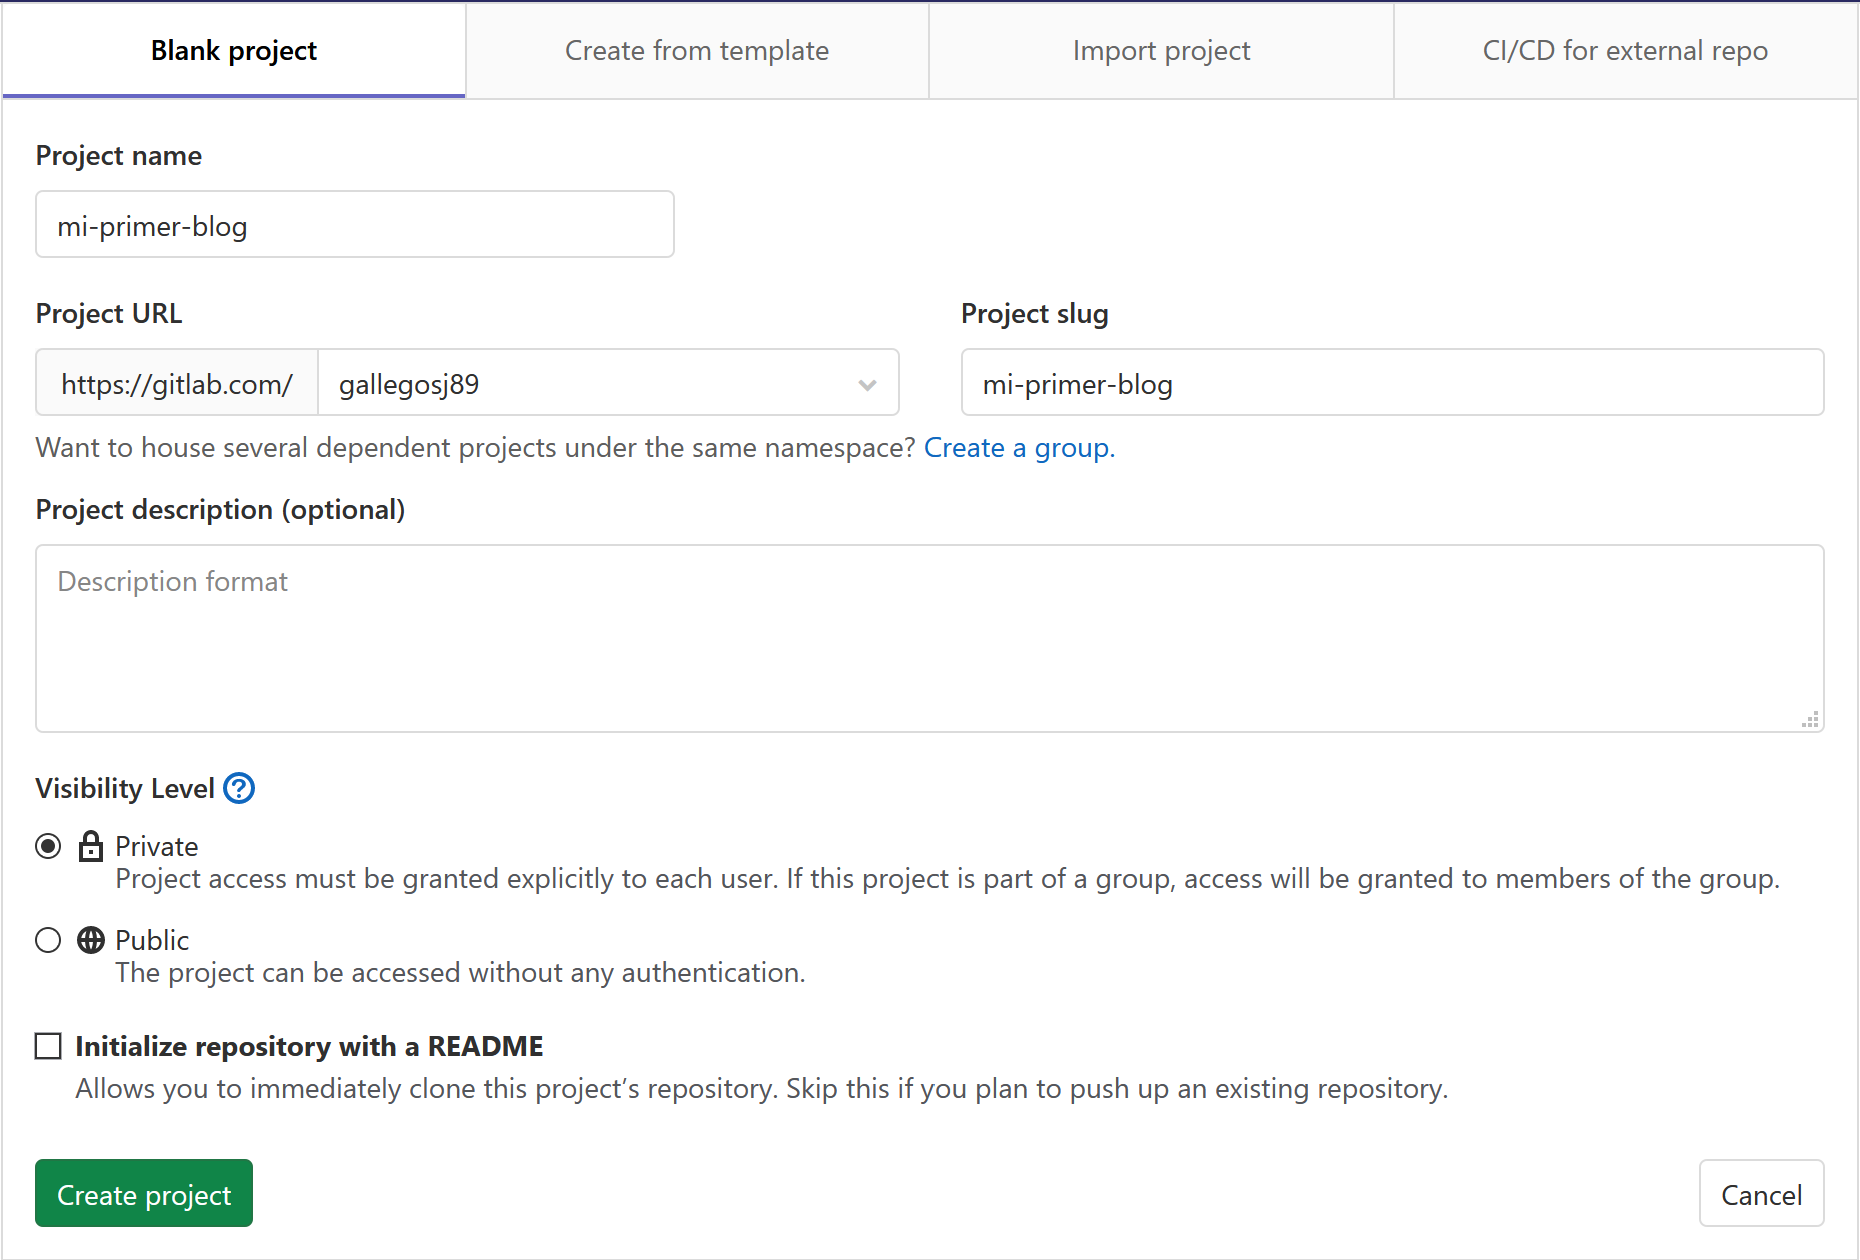 Blank project
Create from template
Import project
CI/CD for external repo
Project name
mi-primer-blog
Project URL
Project slug
https://gitlab.com/
gallegosj89
mi-primer-blog
Want to house several dependent projects under the same namespace? Create a group.
Project description (optional)
Description format
Visibility Level
Private
Project access must be granted explicitly to each user. If this project is part of a group, access will be granted to members of the group.
Public
The project can be accessed without any authentication.
Initialize repository with a README
Allows you to immediately clone this project’s repository. Skip this if you plan to push up an existing repository.
Create project
Cancel